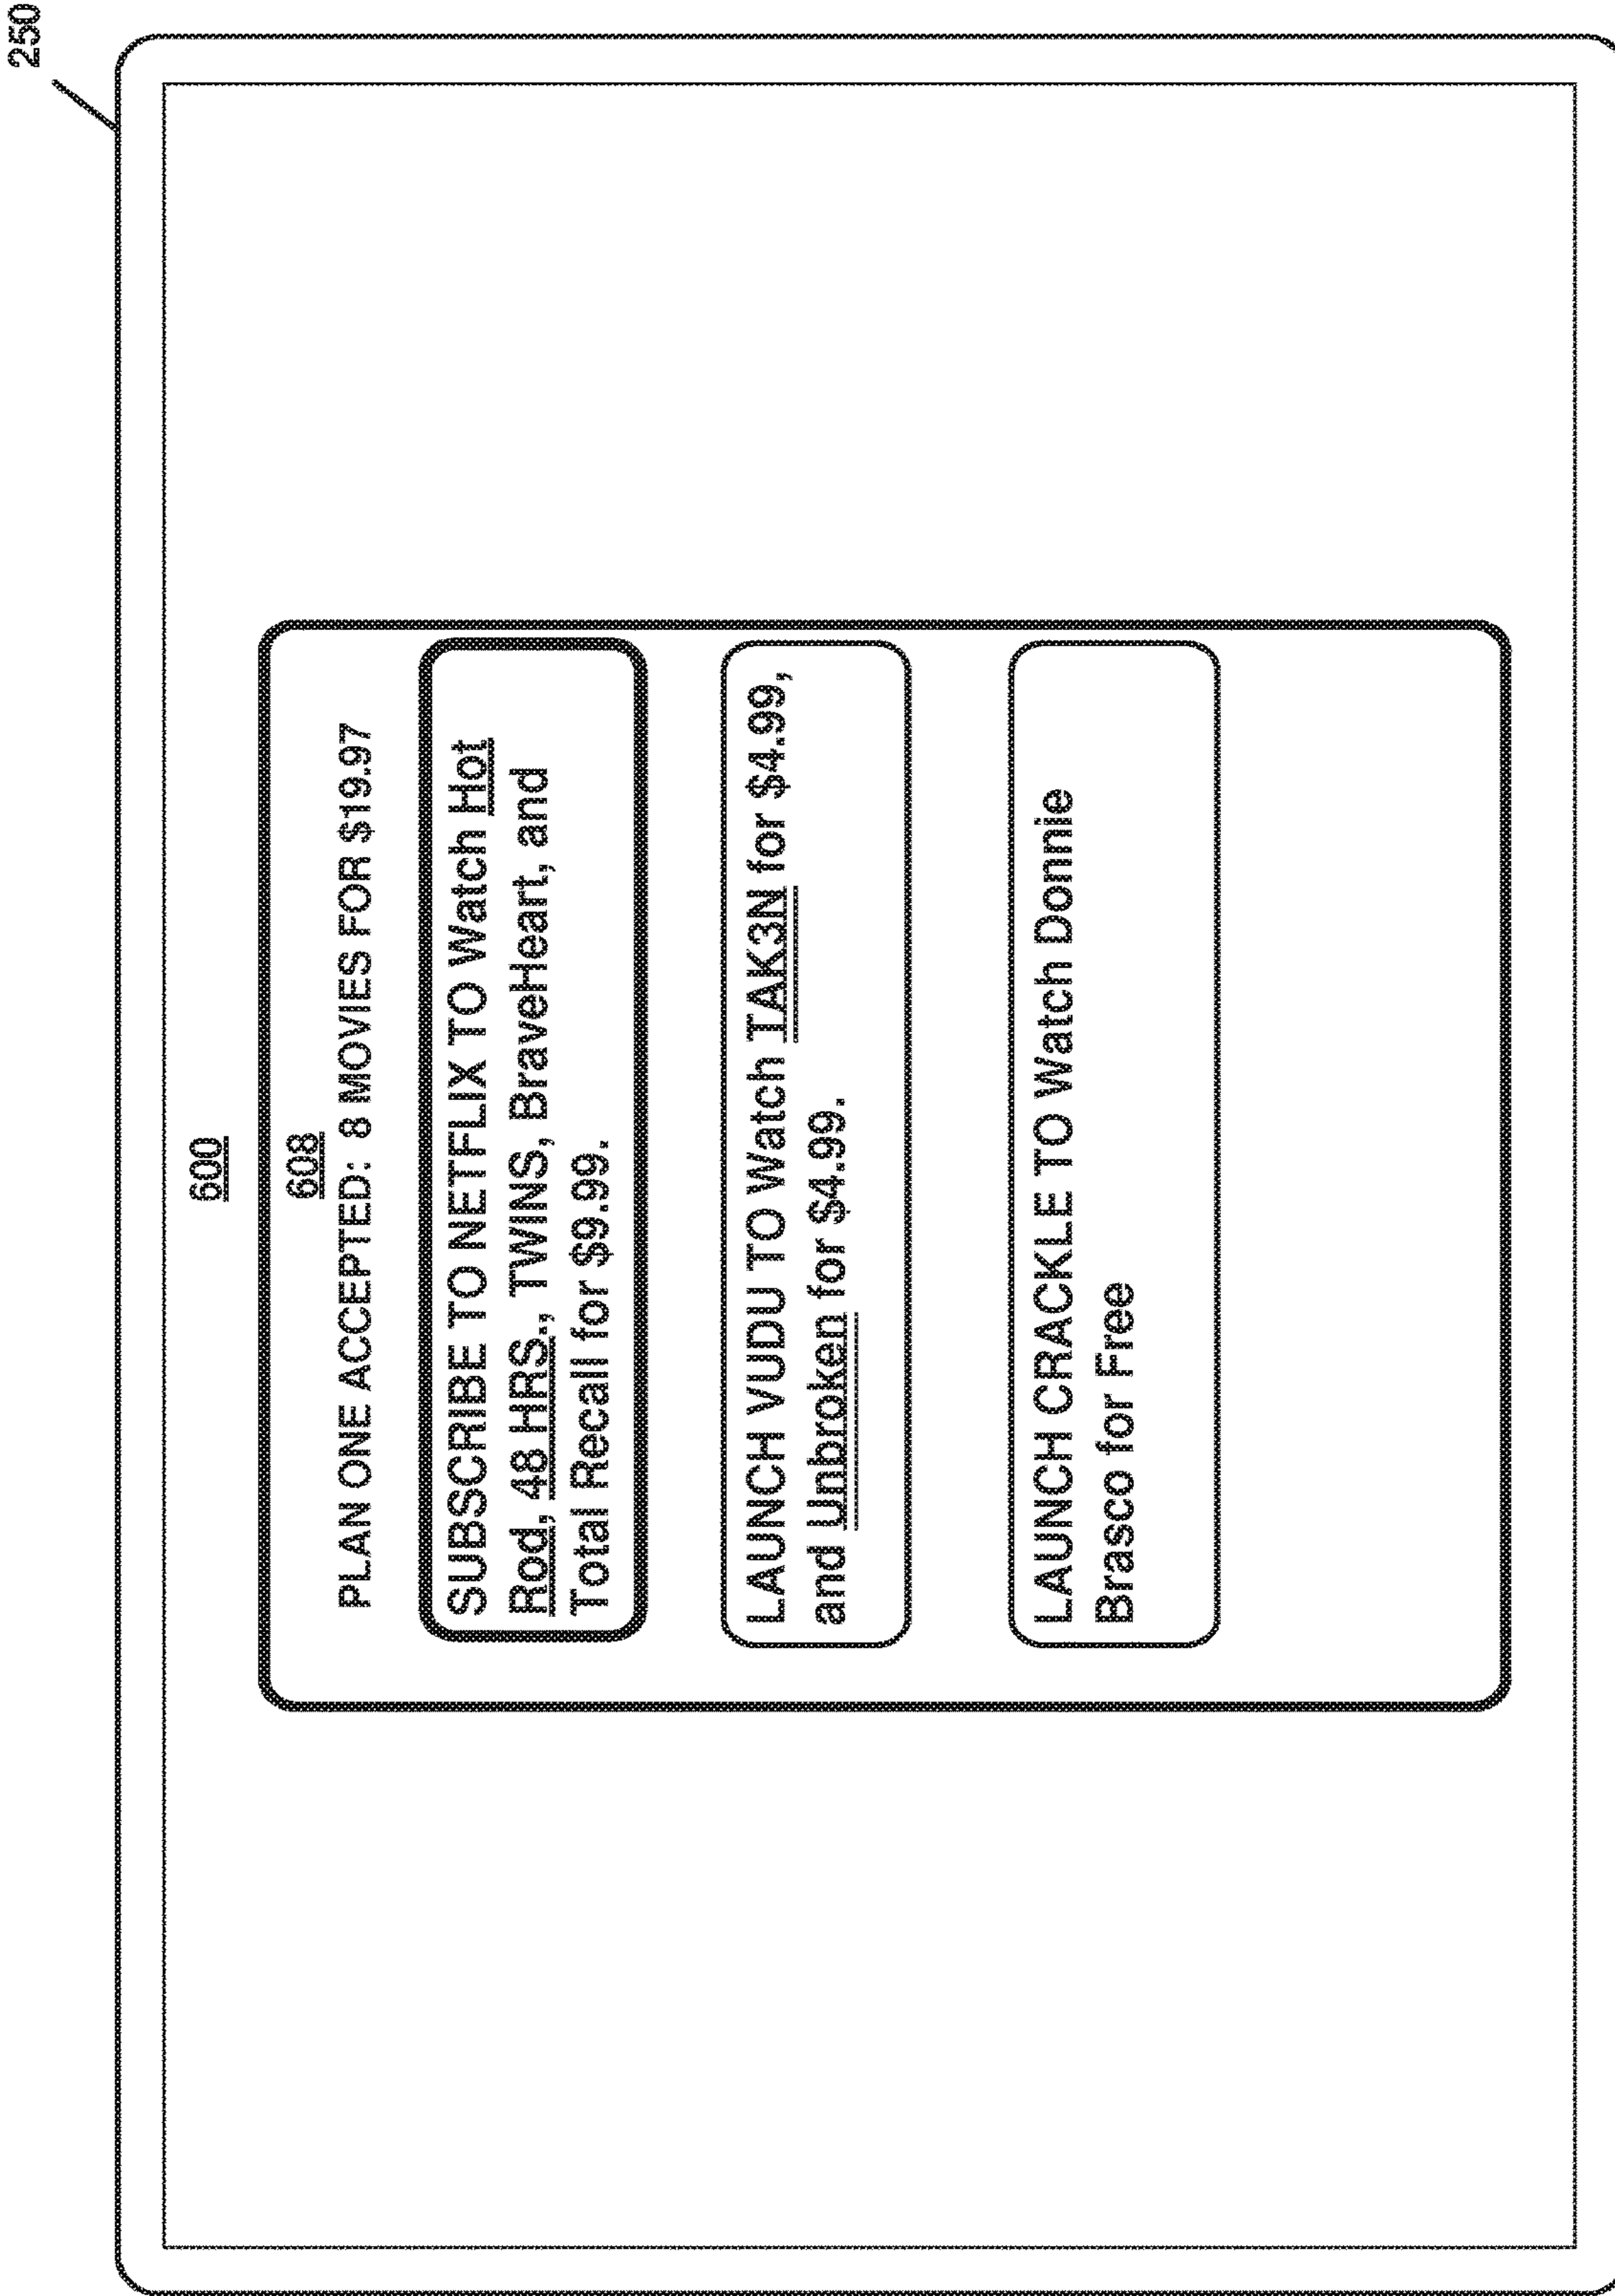 250
600
608
PLAN ONE ACCEPTED: 8 MOVIES FOR $19.97
SUBSCRIBE TO NETFLIX TO Watch Hot
Rod, 48 HRS., TWINS, BraveHeart, and
Total Recall for $9.99.
LAUNCH VUDU TO Watch TAK3N for $4.99,
and Unbroken for $4.99.
LAUNCH CRACKLE TO Watch Donnie
Brasco for Free